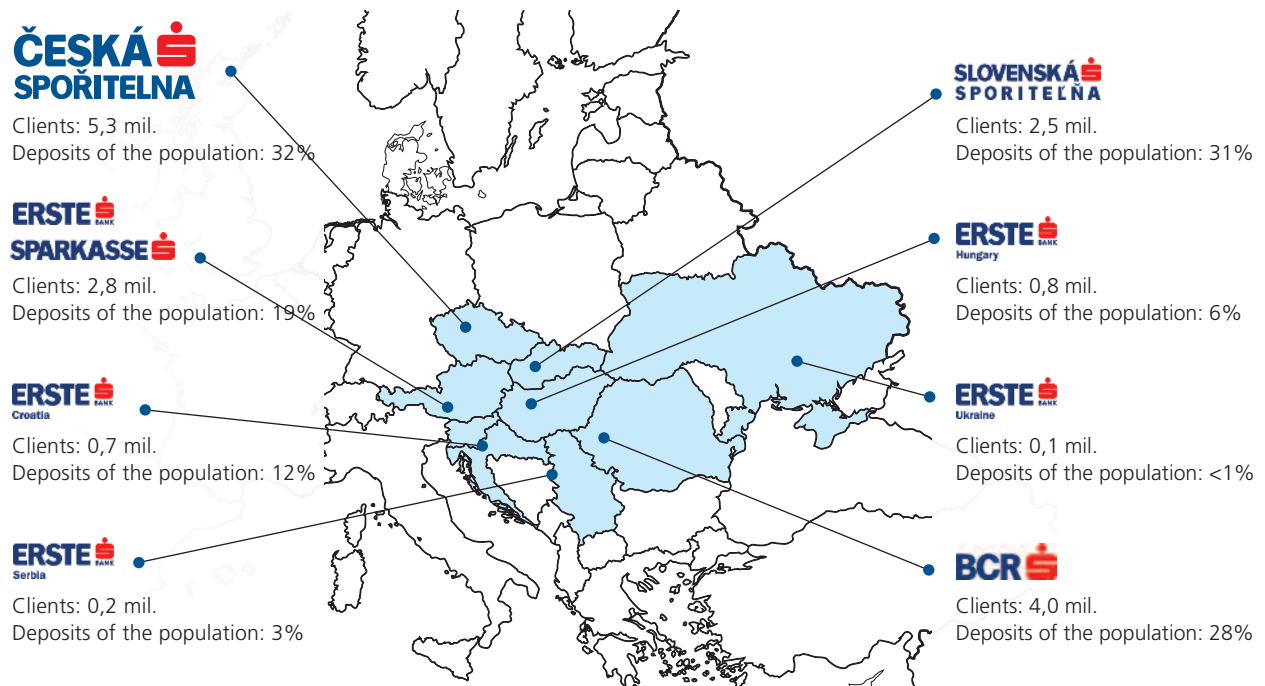 ČESKÁ
SPOŘITELNA
Clients: 5,3 mil.
Deposits of the population: 32%
ERSTE BANK
SPARKASSE
Clients: 2,8 mil.
Deposits of the population: 19%
ERSTE BANK
Croatia
Clients: 0,7 mil.
Deposits of the population: 12%
ERSTE BANK
Serbia
Clients: 0,2 mil.
Deposits of the population: 3%
SLOVENSKÁ
SPORITEĽŇA
Clients: 2,5 mil.
Deposits of the population: 31%
ERSTE BANK
Hungary
Clients: 0,8 mil.
Deposits of the population: 6%
ERSTE BANK
Ukraine
Clients: 0,1 mil.
Deposits of the population: <1%
BCR
Clients: 4,0 mil.
Deposits of the population: 28%